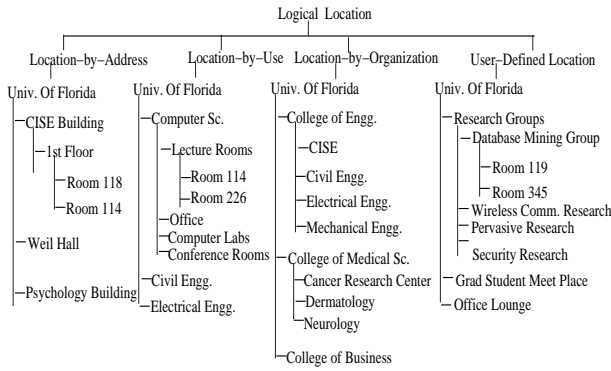 Logical Location
Location-by-Address
Univ. Of Florida
CISE Building
1st Floor
Room 118
Room 114
Weil Hall
Psychology Building
Location-by-Use
Univ. Of Florida
Computer Sc.
Lecture Rooms
Room 114
Room 226
Office
Computer Labs
Conference Rooms
Civil Engg.
Electrical Engg.
Location-by-Organization
Univ. Of Florida
College of Engg.
CISE
Civil Engg.
Electrical Engg.
Mechanical Engg.
College of Medical Sc.
Cancer Research Center
Dermatology
Neurology
College of Business
User-Defined Location
Univ. Of Florida
Research Groups
Database Mining Group
Room 119
Room 345
Wireless Comm. Research
Pervasive Research
Security Research
Grad Student Meet Place
Office Lounge